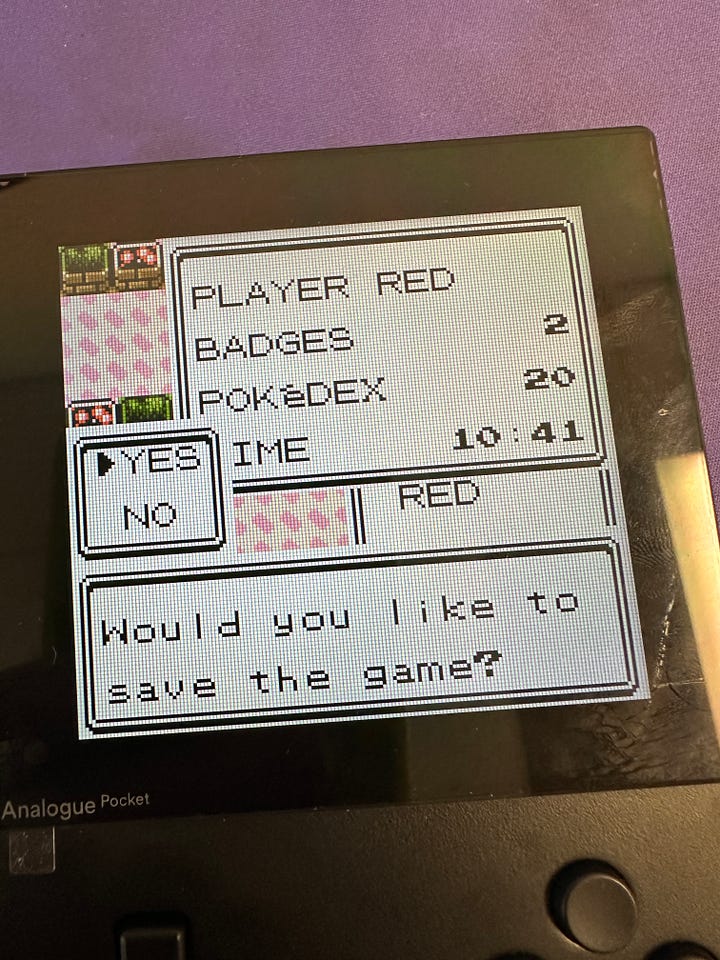 PLAYER RED
BADGES 2
POKéDEX 20
IME 10:41
YES
NO
RED
Would you like to
save the game?
Analogue Pocket